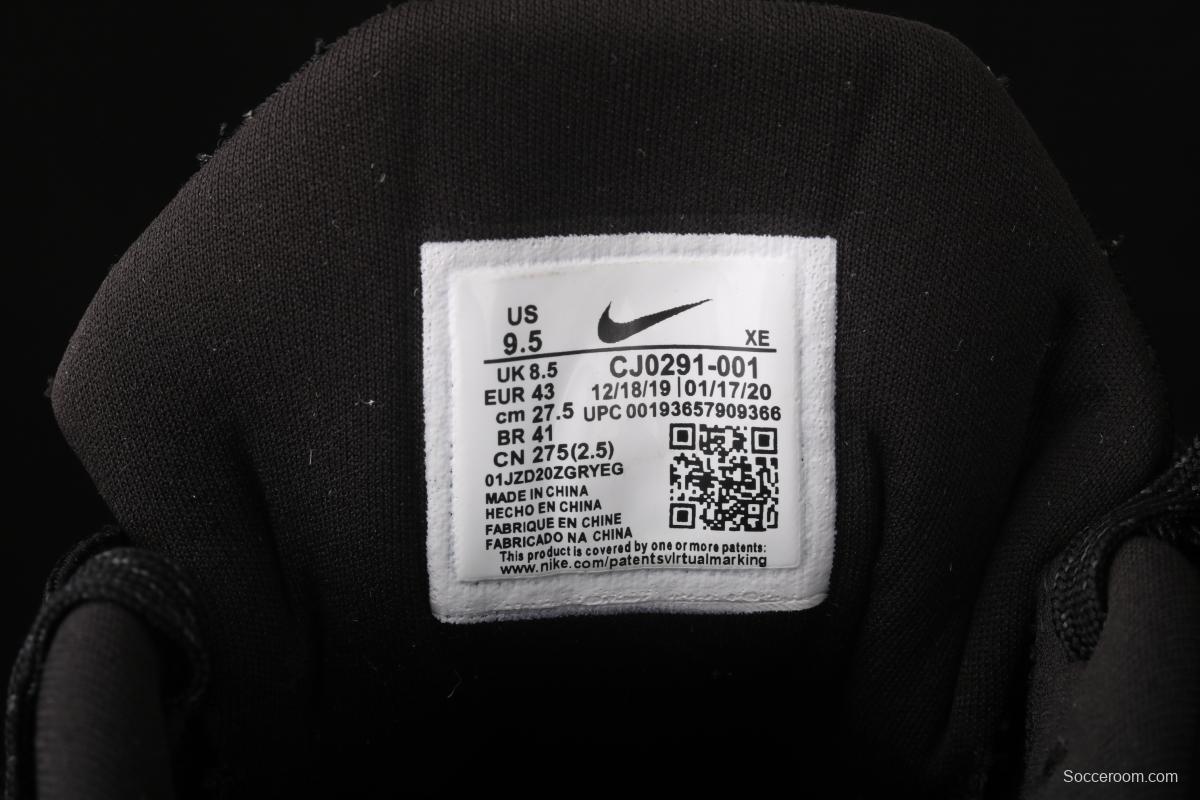 US
9.5
XE
UK 8.5
EUR 43
cm 27.5
BR 41
CN 275(2.5)
CJ0291-001
12/18/19 | 01/17/20
UPC 00193657909366
01JZD20ZGRYEG
MADE IN CHINA
HECHO EN CHINA
FABRIQUE EN CHINE
FABRICADO NA CHINA
This product is covered by one or more patents:
www.nike.com/patentsvirtualmarking
Socceroom.com